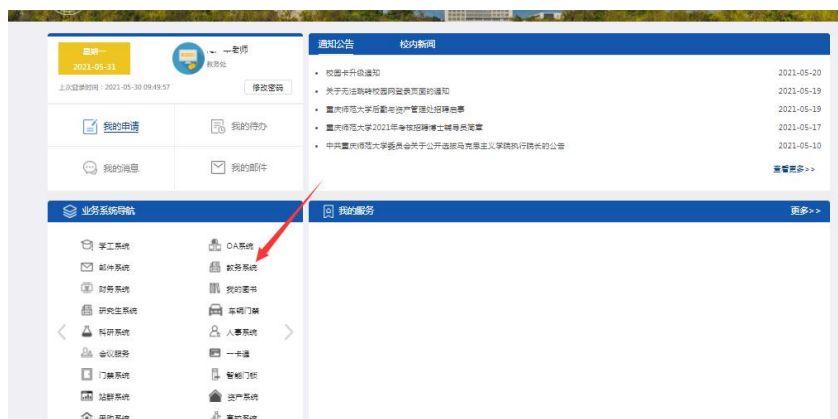 通知公告 校内新闻
星期一
2021-05-31
老师
教务处
上次登录时间：2021-05-30 09:49:57
修改密码
我的申请
我的待办
我的消息
我的邮件
校园卡升级通知 2021-05-20
关于无法跳转校园网登录页面的通知 2021-05-19
重庆师范大学后勤与资产管理处招聘启事 2021-05-19
重庆师范大学2021年考核招聘博士辅导员简章 2021-05-17
中共重庆师范大学委员会关于公开选拔马克思主义学院执行院长的公告 2021-05-10
查看更多>>
业务系统导航
我的服务 更多>>
学工系统 OA系统
邮件系统 教务系统
财务系统 我的图书
研究生系统 车辆门禁
科研系统 人事系统
会议服务 一卡通
门禁系统 智能门锁
站群系统 资产系统
采购系统